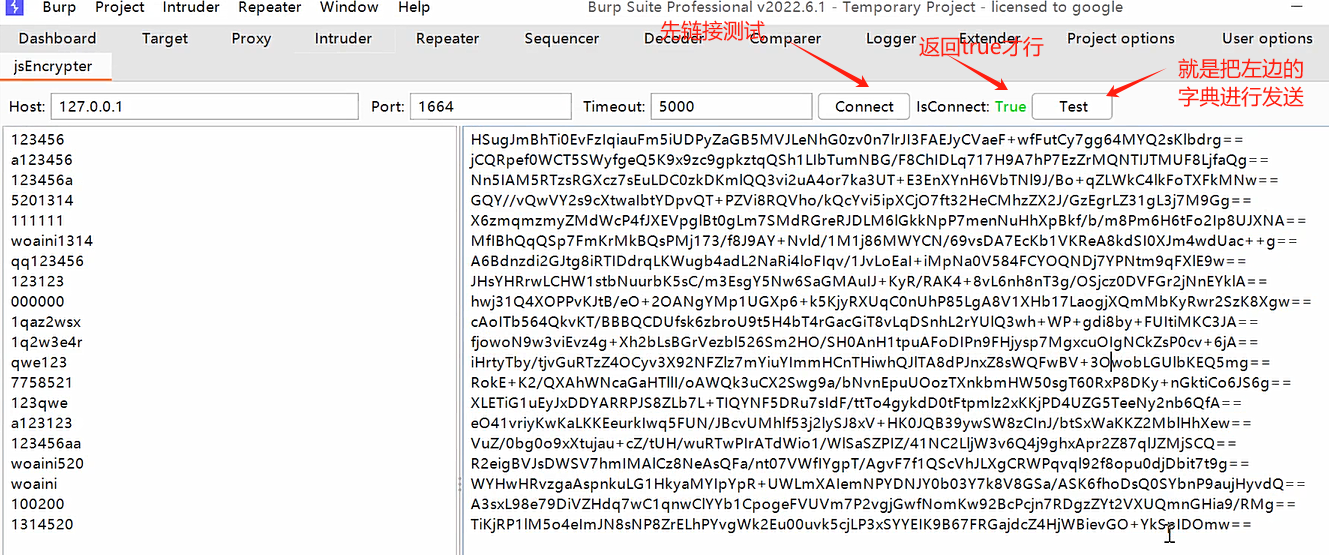 Burp Project Intruder Repeater Window Help Burp Suite Professional v2022.6.1 - Temporary Project - licensed to google
Dashboard Target Proxy Intruder Repeater Sequencer Decoder Comparer Logger Extender Project options User options
先链接测试
返回true才行
就是把左边的
字典进行发送
jsEncrypter
Host: 127.0.0.1 Port: 1664 Timeout: 5000 Connect IsConnect: True Test
123456 HSugJmBhTi0EvFzIqiauFm5iUDPyZaGB5MVJLeNhG0zv0n7lrJI3FAEJyCVaeF+wfFutCy7gg64MYQ2sKlbdrg==
a123456 jCQRpef0WCT5SWyfgeQ5K9x9zc9gpkztqQSh1LIbTumNBG/F8ChIDLq717H9A7hP7EzZrMQNTIJTMUF8LjfaQg==
123456a Nn5IAM5RTzsRGXcz7sEuLDC0zkDKmlQQ3vi2uA4or7ka3UT+E3EnXYnH6VbTNl9J/Bo+qZLWkC4lkFoTXFkMNw==
5201314 GQY//vQwVY2s9cXtwaIbtYDpvQT+PZVi8RQVho/kQcYvi5ipXCjO7ft32HeCMhzZX2J/GzEgrLZ31gL3j7M9Gg==
111111 X6zmqmzmyZMdWcP4fJXEVpglBt0gLm7SMdRGreRJDLM6lGkkNpP7menNuHhXpBkf/b/m8Pm6H6tFo2Ip8UJXNA==
woaini1314 MfIBhQqQSp7FmKrMkBQsPMj173/f8J9AY+Nvld/1M1j86MWYCN/69vsDA7EcKb1VKReA8kdSI0XJm4wdUac++g==
qq123456 A6Bdnzdi2GJtg8iRTIDdrqLKWugb4adL2NaRi4loFIqv/1JvLoEaI+iMpNa0V584FCYOQNDj7YPNtm9qFXlE9w==
123123 JHsYHRrwLCHW1stbNuurbK5sC/m3EsgY5Nw6SaGMAulJ+KyR/RAK4+8vL6nh8nT3g/OSjcz0DVFGr2jNnEYklA==
000000 hwj31Q4XOPPvKJtB/eO+2OANgYMp1UGXp6+k5KjyRXUqC0nUhP85LgA8V1XHb17LaogjXQmMbKyRwr2SzK8Xgw==
1qaz2wsx cAoITb564QkvKT/BBBQCDUfsk6zbroU9t5H4bT4rGacGiT8vLqDSnhL2rYUlQ3wh+WP+gdi8by+FUItiMKC3JA==
1q2w3e4r fjowoN9w3viEvz4g+Xh2bLsBGrVezbl526Sm2HO/SH0AnH1tpuAFoDIPn9FHjysp7MgxcuOIgNCkZsP0cv+6jA==
qwe123 iHrtyTby/tjvGuRTzZ4OCyv3X92NFZlz7mYiuYImmHCnTHiwhQJlTA8dPJnxZ8sWQFwBV+3OwobLGUlbKEQ5mg==
7758521 RokE+K2/QXAhWNcaGaHTllI/oAWQk3uCX2Swg9a/bNvnEpuUOozTXnkbmHW50sgT60RxP8DKy+nGktiCo6JS6g==
123qwe XLETiG1uEyJxDDYARRPJS8ZLb7L+TIQYNF5DRu7sIdF/ttTo4gykdD0tFtpmlz2xKKjPD4UZG5TeeNy2nb6QfA==
a123123 eO41vriyKwKaLKKEeurkIwq5FUN/JBcvUMhlf53j2lySJ8xV+HK0JQB39ywSW8zCInJ/btSxWaKKZ2MblHhXew==
123456aa VuZ/0bg0o9xXtujau+cZ/tUH/wuRTwPIrATdWio1/WlSaSZPIZ/41NC2LljW3v6Q4j9ghxApr2Z87qlJZMjSCQ==
woaini520 R2eigBVJsDWSV7hmIMAlCz8NeAsQFa/nt07VWflYgpT/AgvF7f1QScVhJLXgCRWPqvql92f8opu0djDbit7t9g==
woaini WYHwHRvzgaAspnkuLG1HkyaMYIpYpR+UWLmXAlemNPYDNJY0b03Y7k8V8GSa/ASK6fhoDsQ0SYbnP9aujHyvdQ==
100200 A3sxL98e79DiVZHdq7wC1qnwClYYb1CpogeFVUVm7P2vgjGwfNomKw92BcPcjn7RDgzZYt2VXUQmnGHia9/RMg==
1314520 TiKjRP1lM5o4eImJN8sNP8ZrELhPYvgWk2Eu00uvk5cjLP3xSYYEIK9B67FRGajdcZ4HjWBievGO+YkSpIDOmw==